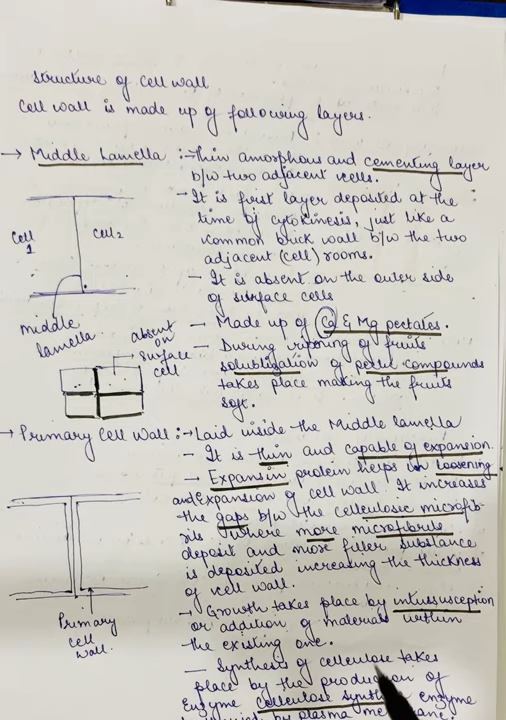 Structure of cell wall
Cell wall is made up of following layers.
→ Middle Lamella :→ Thin amorphous and cementing layer
b/w two adjacent cells.
- It is first layer deposited at the
time of cytokinesis, just like a
common brick wall b/w the two
adjacent (cell) rooms.
- It is absent on the outer side
of surface cells
- Made up of Ca & Mg pectates.
- During ripening of fruits
solublization of pectic compounds
takes place making the fruits
soft.
Cell
1
Cell2
middle
lamella
absent
on
surface
cell
→ Primary Cell Wall :→ Laid inside the Middle lamella
- It is thin and capable of expansion.
- Expansin protein helps in loosening
and Expansion of cell wall. It increases
the gaps b/w the cellulosic microfib-
rils where more microfibrils
deposit and more filler substance
is deposited increasing the thickness
of cell wall.
→ Growth takes place by intussusception
or addition of materials within
the existing one.
- Synthesis of cellulose takes
place by the production of
Enzyme cellulose enzyme
by plasma
Primary
cell
wall.